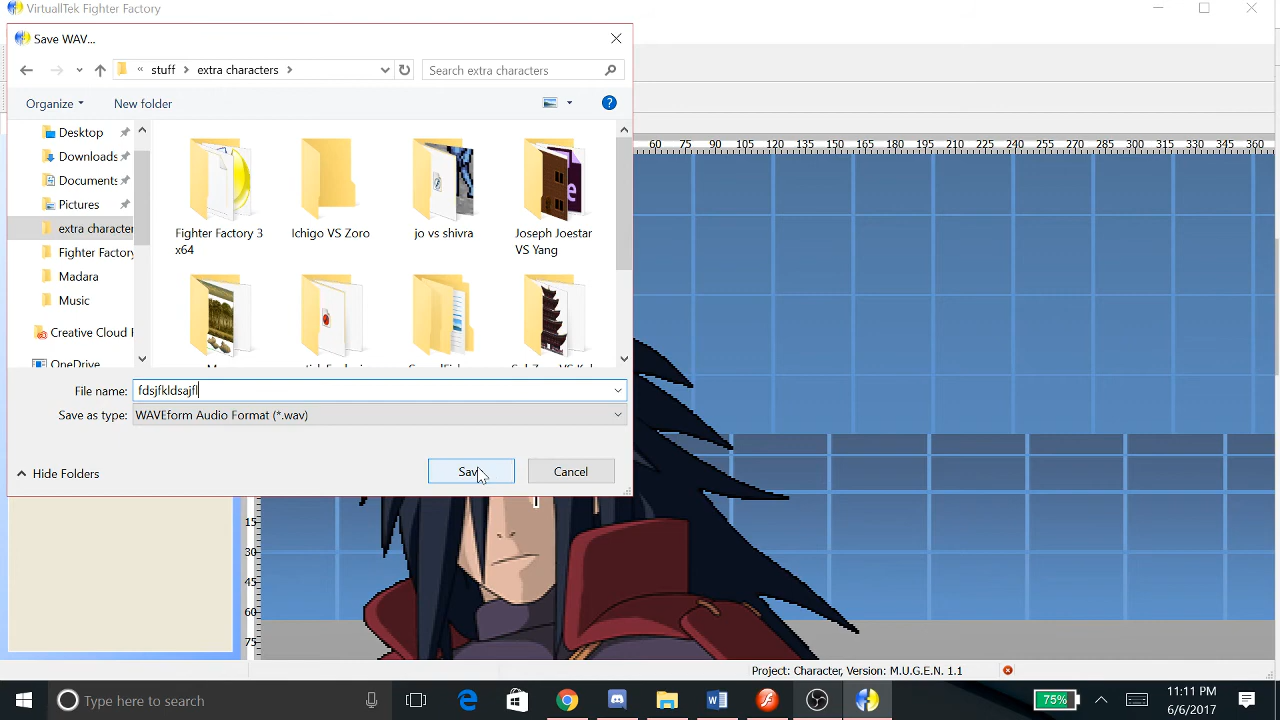 VirtuallTek Fighter Factory
Save WAV...
« stuff > extra characters >
Search extra characters
Organize
New folder
Desktop
Downloads
Documents
Pictures
extra character
Fighter Factory
Madara
Music
Creative Cloud F
OneDrive
Fighter Factory 3 x64
Ichigo VS Zoro
jo vs shivra
Joseph Joestar VS Yang
File name: fdsjfkldsajfl
Save as type: WAVEform Audio Format (*.wav)
Hide Folders
Save
Cancel
60 75 90 105 120 135 165 180 195 210 225 240 255 270 285 300 315 330 345 360
15
30
45
60
75
Project: Character, Version: M.U.G.E.N. 1.1
Type here to search
75%
11:11 PM
6/6/2017